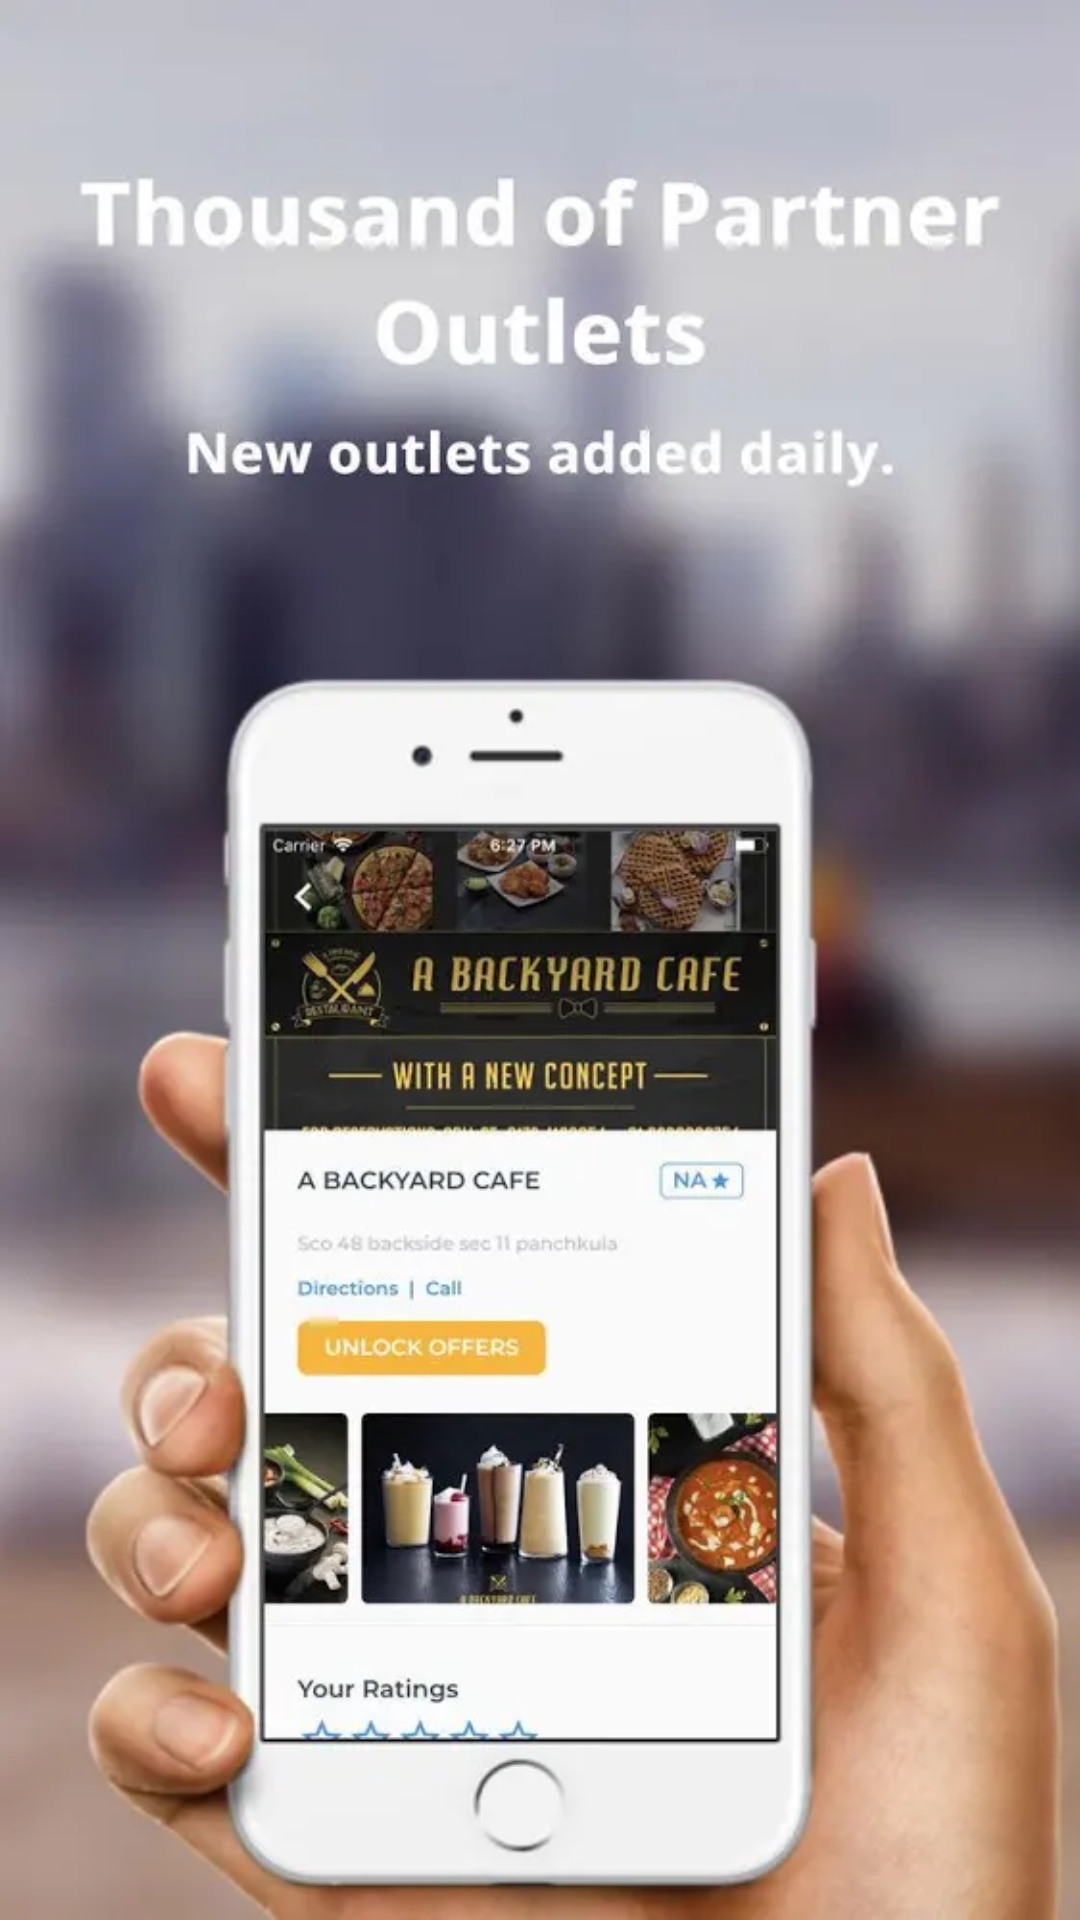 Thousand of Partner
Outlets
New outlets added daily.
Carrier
6:27 PM
RESTAURANT
A BACKYARD CAFE
WITH A NEW CONCEPT
A BACKYARD CAFE
NA
Sco 48 backside sec 11 panchkula
Directions | Call
UNLOCK OFFERS
A BACKYARD CAFE
Your Ratings